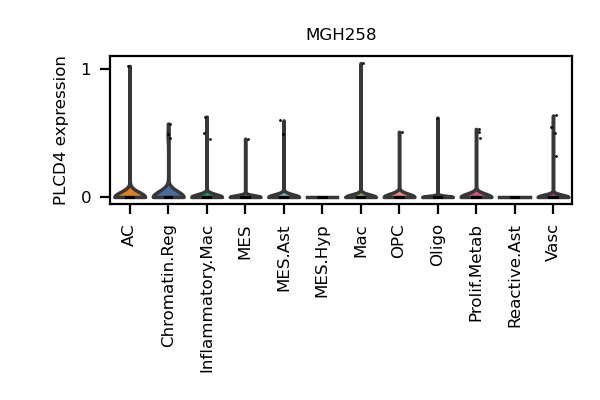 MGH258
PLCD4 expression
1
0
AC
Chromatin.Reg
Inflammatory.Mac
MES
MES.Ast
MES.Hyp
Mac
OPC
Oligo
Prolif.Metab
Reactive.Ast
Vasc